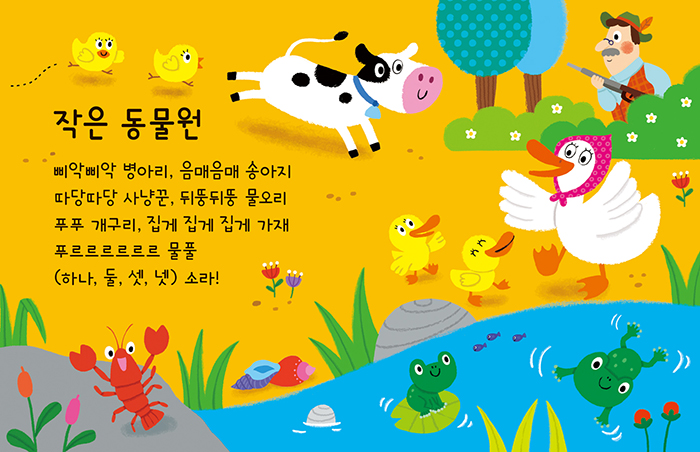 작은 동물원
삐악삐악 병아리, 음매음매 송아지
따당따당 사냥꾼, 뒤뚱뒤뚱 물오리
푸푸 개구리, 집게 집게 집게 가재
푸르르르르르르 물풀
(하나, 둘, 셋, 넷) 소라!